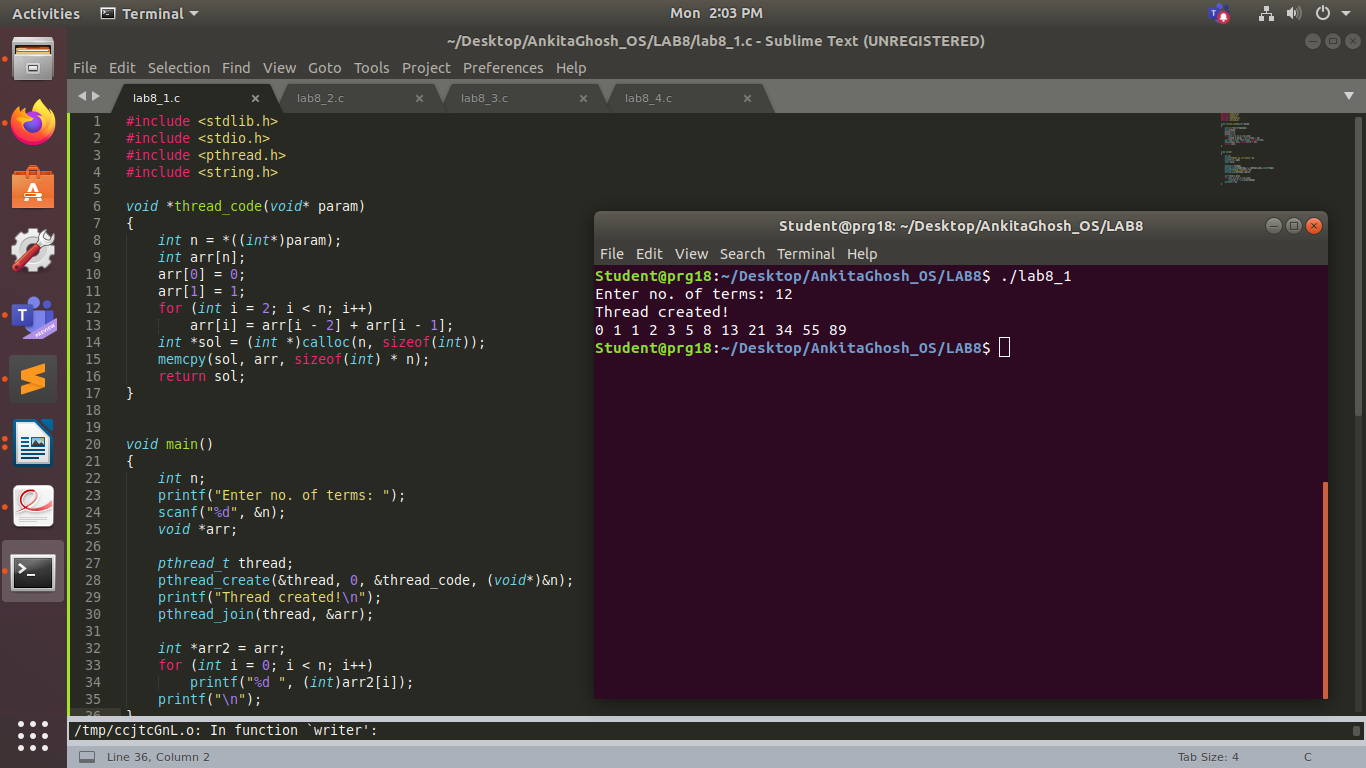 Activities Terminal Mon 2:03 PM
~/Desktop/AnkitaGhosh_OS/LAB8/lab8_1.c - Sublime Text (UNREGISTERED)
File Edit Selection Find View Goto Tools Project Preferences Help
lab8_1.c × lab8_2.c × lab8_3.c × lab8_4.c ×
1 #include <stdlib.h>
2 #include <stdio.h>
3 #include <pthread.h>
4 #include <string.h>
5
6 void *thread_code(void* param)
7 {
8 int n = *((int*)param);
9 int arr[n];
10 arr[0] = 0;
11 arr[1] = 1;
12 for (int i = 2; i < n; i++)
13 arr[i] = arr[i - 2] + arr[i - 1];
14 int *sol = (int *)calloc(n, sizeof(int));
15 memcpy(sol, arr, sizeof(int) * n);
16 return sol;
17 }
18
19
20 void main()
21 {
22 int n;
23 printf("Enter no. of terms: ");
24 scanf("%d", &n);
25 void *arr;
26
27 pthread_t thread;
28 pthread_create(&thread, 0, &thread_code, (void*)&n);
29 printf("Thread created!\n");
30 pthread_join(thread, &arr);
31
32 int *arr2 = arr;
33 for (int i = 0; i < n; i++)
34 printf("%d ", (int)arr2[i]);
35 printf("\n");
36 }
Student@prg18: ~/Desktop/AnkitaGhosh_OS/LAB8
File Edit View Search Terminal Help
Student@prg18:~/Desktop/AnkitaGhosh_OS/LAB8$ ./lab8_1
Enter no. of terms: 12
Thread created!
0 1 1 2 3 5 8 13 21 34 55 89
Student@prg18:~/Desktop/AnkitaGhosh_OS/LAB8$
/tmp/ccjtcGnL.o: In function `writer':
Line 36, Column 2 Tab Size: 4 C